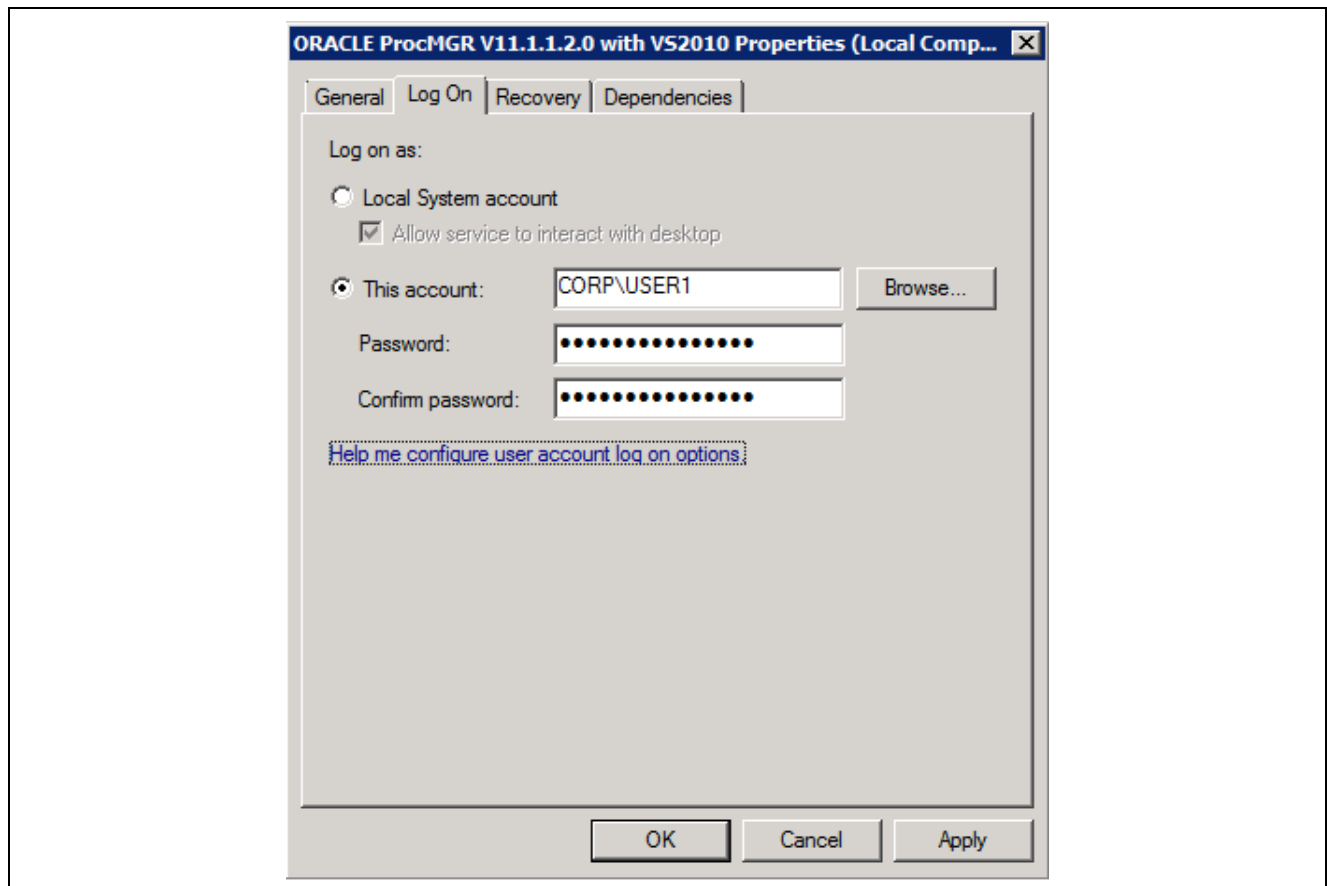 ORACLE ProcMGR V11.1.1.2.0 with VS2010 Properties (Local Comp...
General Log On Recovery Dependencies
Log on as:
Local System account
Allow service to interact with desktop
This account: CORP\USER1 Browse...
Password: •••••••••••••••
Confirm password: •••••••••••••••
Help me configure user account log on options.
OK Cancel Apply